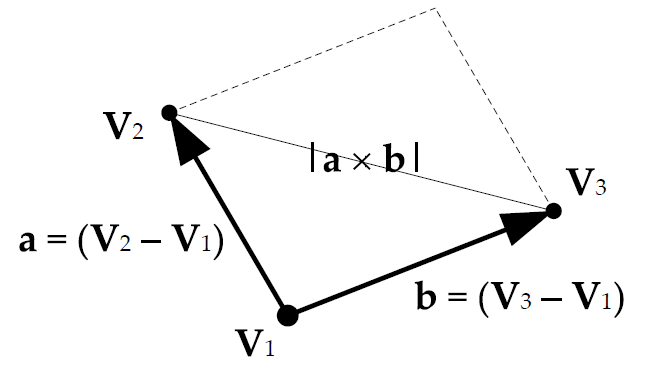 V2
|a × b|
V3
a = (V2 – V1)
b = (V3 – V1)
V1